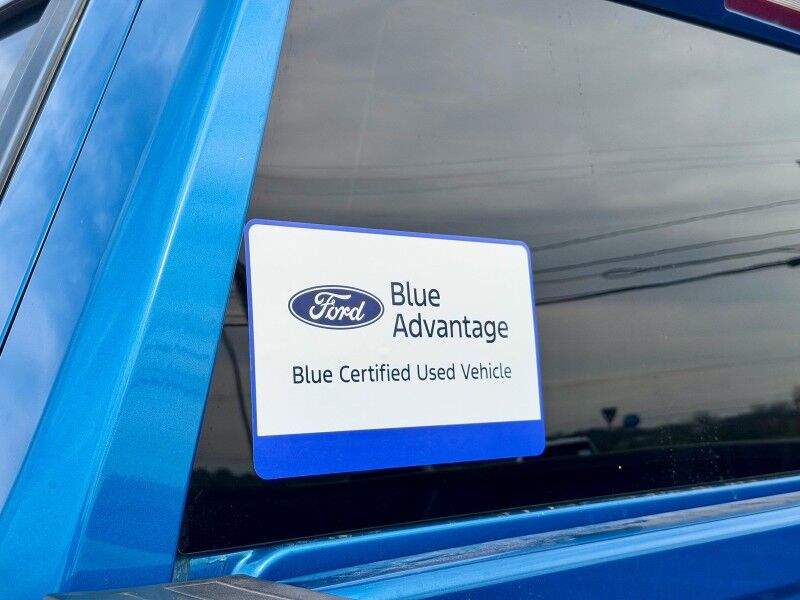 Ford
Blue
Advantage
Blue Certified Used Vehicle